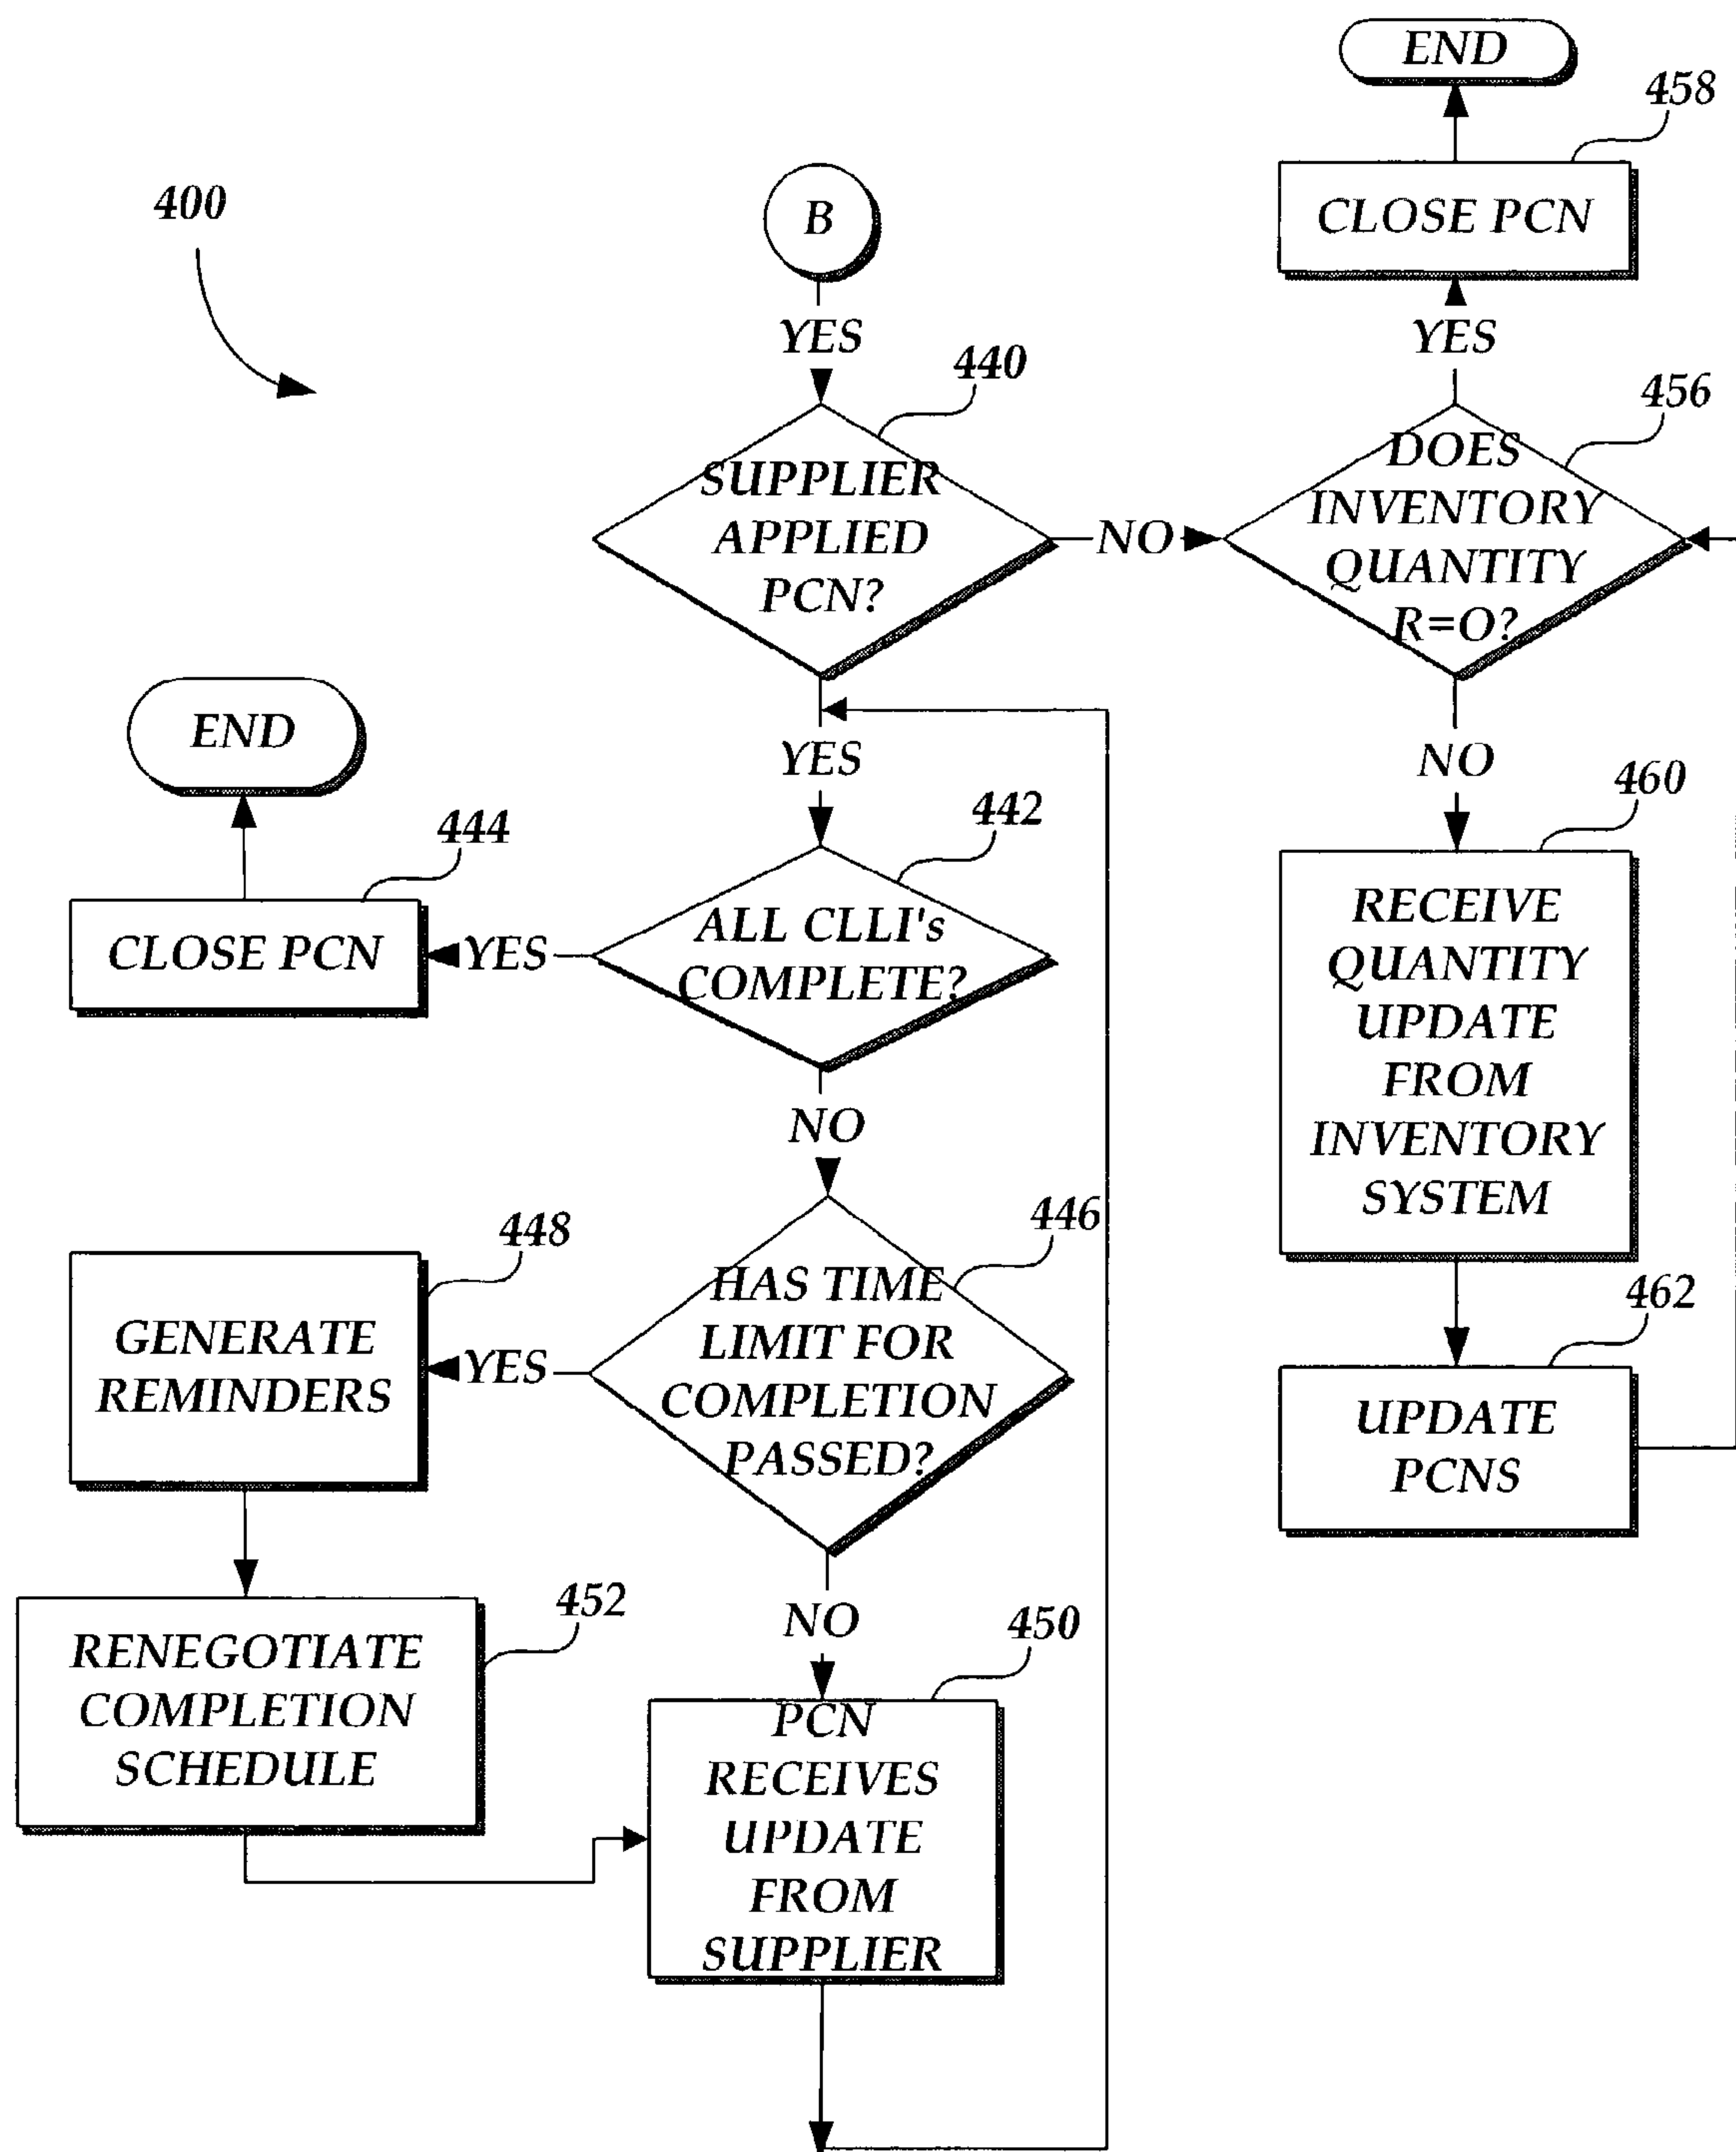 END
458
CLOSE PCN
YES
400
B
YES
440
SUPPLIER
APPLIED
PCN?
NO
456
DOES
INVENTORY
QUANTITY
R=O?
NO
YES
442
ALL CLLI's
COMPLETE?
YES
444
CLOSE PCN
END
NO
446
HAS TIME
LIMIT FOR
COMPLETION
PASSED?
YES
448
GENERATE
REMINDERS
452
RENEGOTIATE
COMPLETION
SCHEDULE
NO
450
PCN
RECEIVES
UPDATE
FROM
SUPPLIER
460
RECEIVE
QUANTITY
UPDATE
FROM
INVENTORY
SYSTEM
462
UPDATE
PCNS